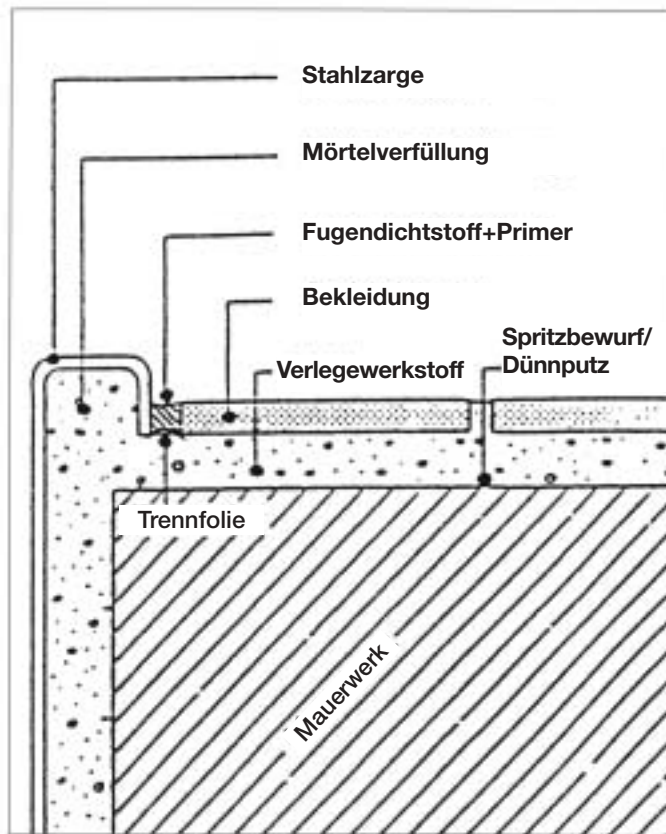 Stahlzarge
Mörtelverfüllung
Fugendichtstoff+Primer
Bekleidung
Spritzbewurf/
Dünnputz
Verlegewerkstoff
Trennfolie
Mauerwerk